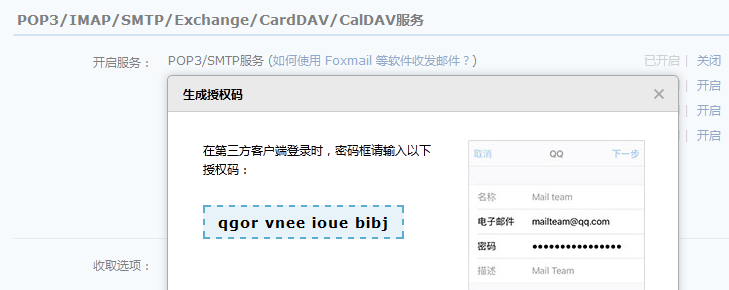 POP3/IMAP/SMTP/Exchange/CardDAV/CalDAV服务
开启服务： POP3/SMTP服务 (如何使用 Foxmail 等软件收发邮件？) 已开启 | 关闭
生成授权码 ×
| 开启
| 开启
| 开启
在第三方客户端登录时，密码框请输入以下
授权码：
qgor vnee ioue bibj
取消 QQ 下一步
名称 Mail team
电子邮件 mailteam@qq.com
密码 ●●●●●●●●●●●●●●●●
描述 Mail Team
收取选项：